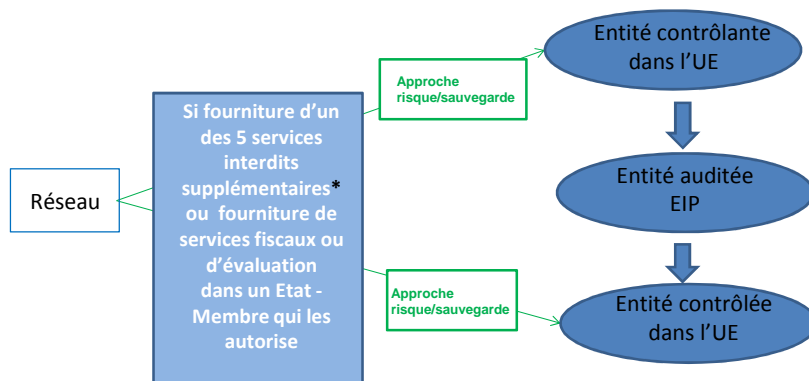 Réseau
Si fourniture d'un
des 5 services
interdits
supplémentaires*
ou fourniture de
services fiscaux ou
d'évaluation
dans un Etat -
Membre qui les
autorise
Approche
risque/sauvegarde
Approche
risque/sauvegarde
Entité contrôlante
dans l'UE
Entité auditée
EIP
Entité contrôlée
dans l'UE